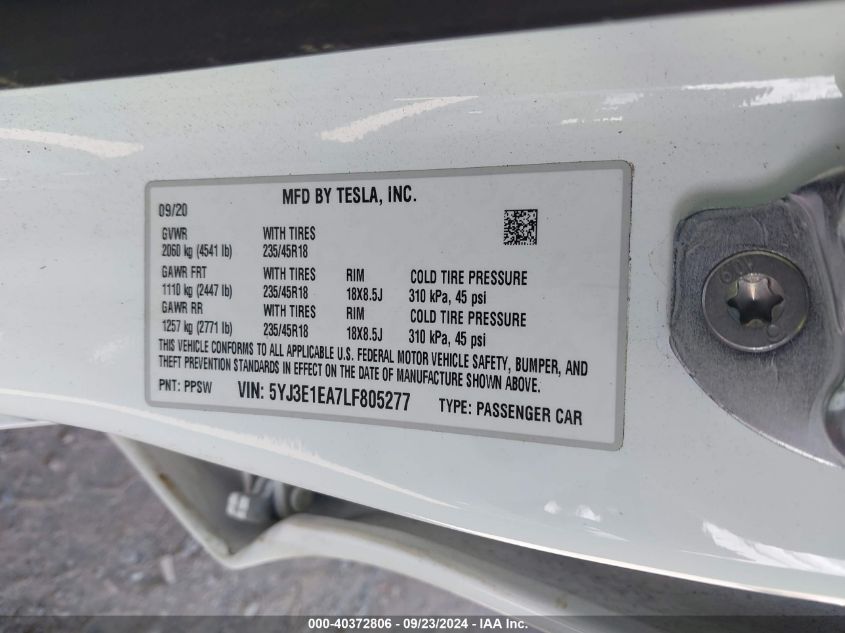 MFD BY TESLA, INC.
09/20
GVWR WITH TIRES
2060 kg (4541 lb) 235/45R18
GAWR FRT WITH TIRES RIM COLD TIRE PRESSURE
1110 kg (2447 lb) 235/45R18 18X8.5J 310 kPa, 45 psi
GAWR RR WITH TIRES RIM COLD TIRE PRESSURE
1257 kg (2771 lb) 235/45R18 18X8.5J 310 kPa, 45 psi
THIS VEHICLE CONFORMS TO ALL APPLICABLE U.S. FEDERAL MOTOR VEHICLE SAFETY, BUMPER, AND
THEFT PREVENTION STANDARDS IN EFFECT ON THE DATE OF MANUFACTURE SHOWN ABOVE.
PNT: PPSW VIN: 5YJ3E1EA7LF805277 TYPE: PASSENGER CAR
000-40372806 - 09/23/2024 - IAA Inc.